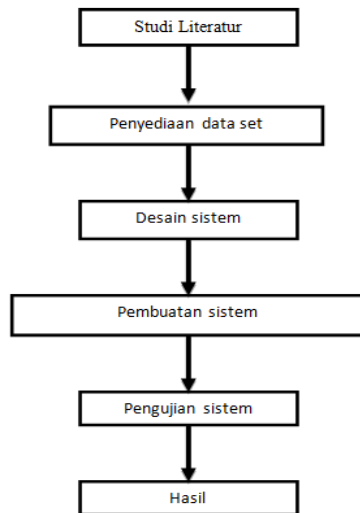 Studi Literatur
Penyediaan data set
Desain sistem
Pembuatan sistem
Pengujian sistem
Hasil